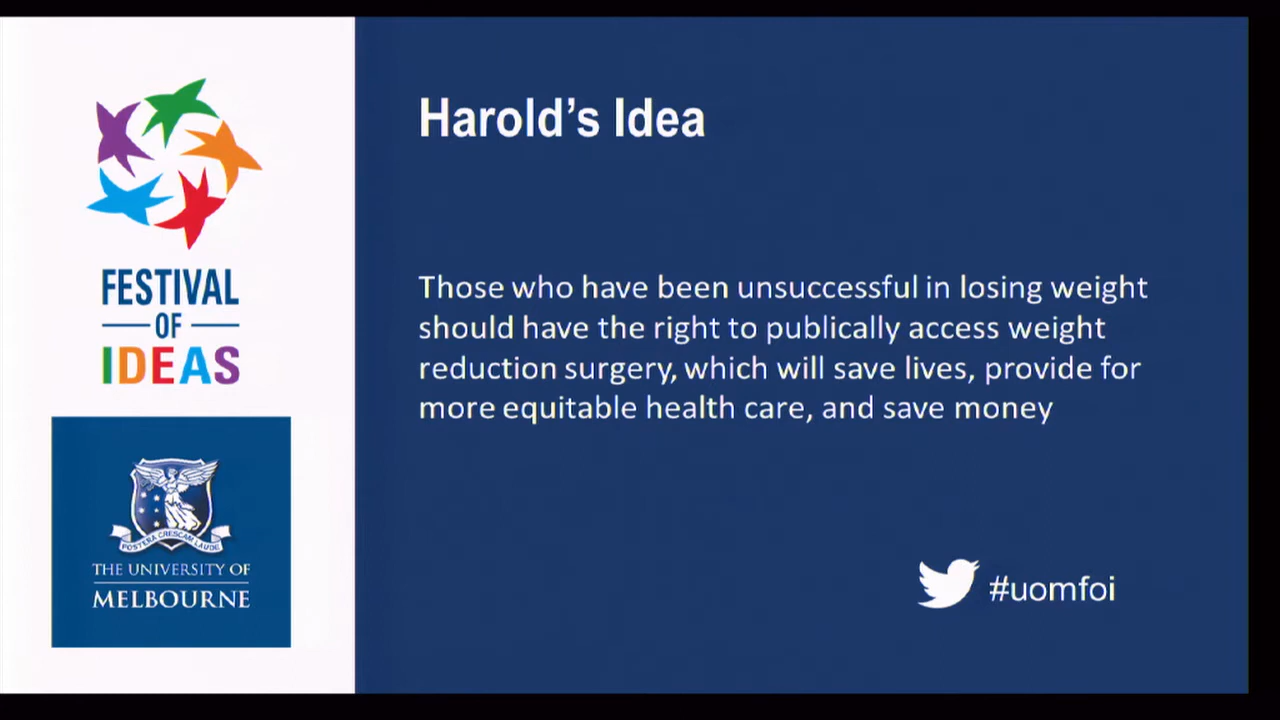 Harold's Idea
Those who have been unsuccessful in losing weight
should have the right to publically access weight
reduction surgery, which will save lives, provide for
more equitable health care, and save money
#uomfoi
FESTIVAL
OF
IDEAS
POSTERA CRESCAM LAUDE
THE UNIVERSITY OF
MELBOURNE